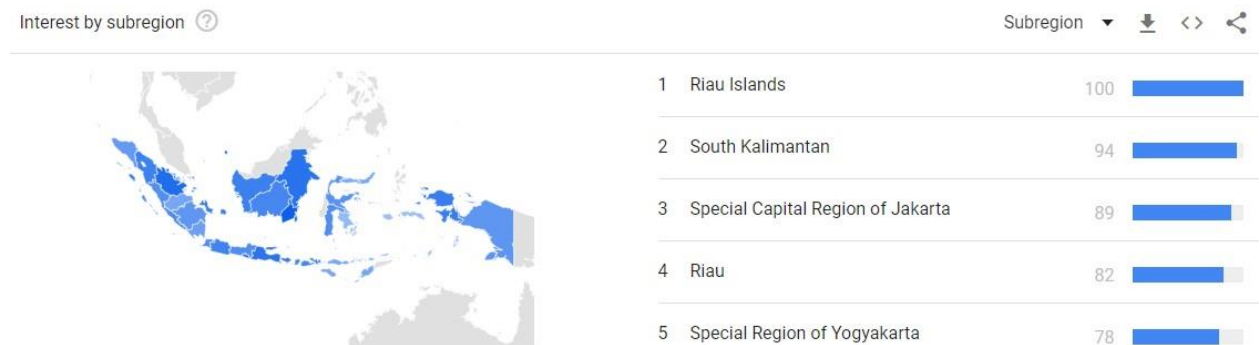 Interest by subregion ?
Subregion
1 Riau Islands 100
2 South Kalimantan 94
3 Special Capital Region of Jakarta 89
4 Riau 82
5 Special Region of Yogyakarta 78